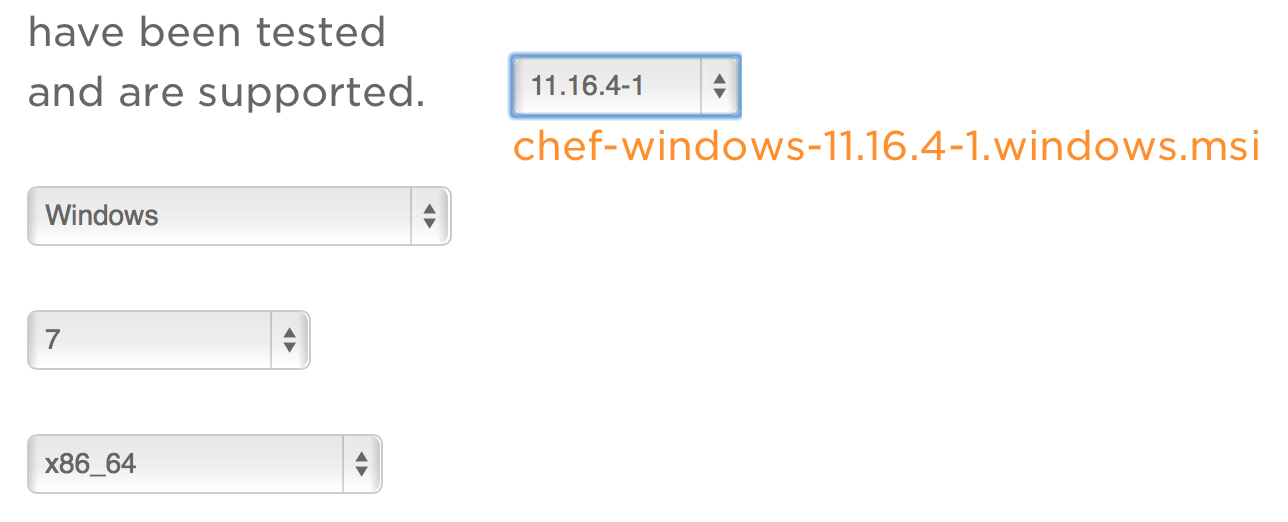 have been tested
and are supported.
Windows
7
x86_64
11.16.4-1
chef-windows-11.16.4-1.windows.msi